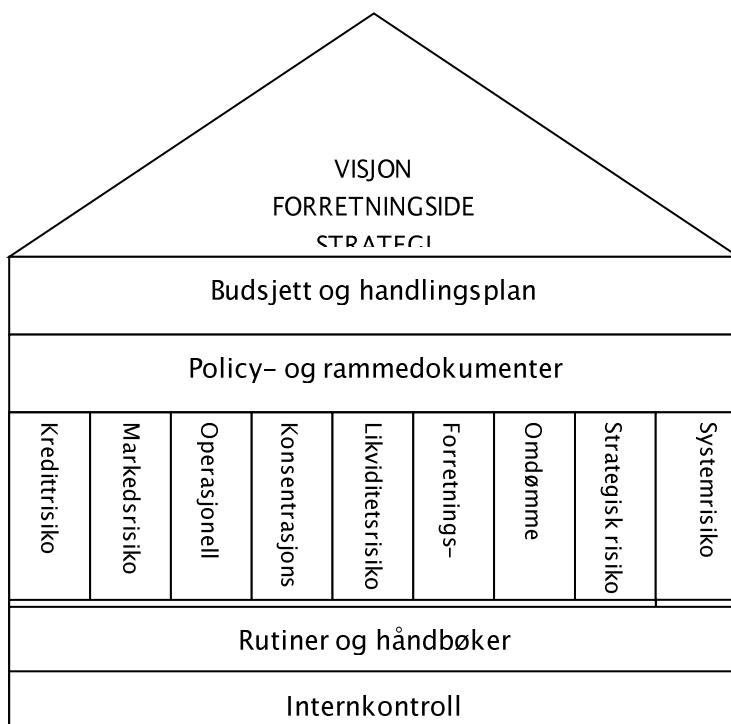 VISJON
FORRETNINGSIDE
STRATEGI
Budsjett og handlingsplan
Policy- og rammedokumenter
Kredittrisiko
Markedsrisiko
Operasjonell
Konsentrasjons
Likviditetsrisiko
Forretnings-
Omdømme
Strategisk risiko
Systemrisiko
Rutiner og håndbøker
Internkontroll